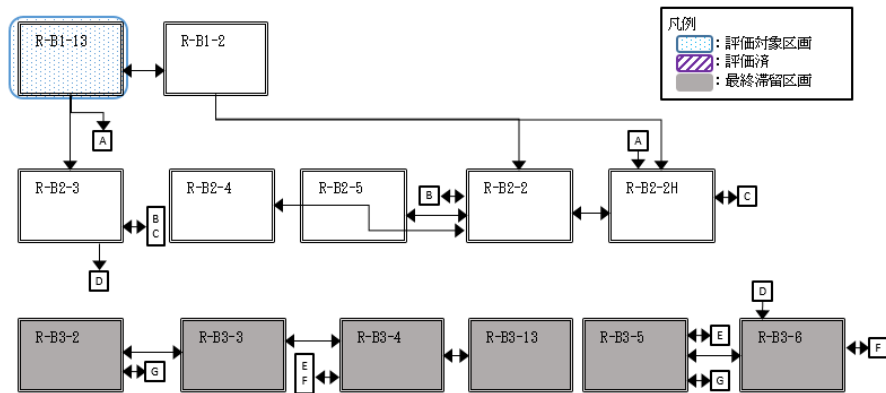 R-B1-13
R-B1-2
凡例
：評価対象区画
：評価済
：最終滞留区画
A
A
R-B2-3
R-B2-4
R-B2-5
R-B2-2
R-B2-2H
B
C
B
C
D
D
R-B3-2
R-B3-3
R-B3-4
R-B3-13
R-B3-5
R-B3-6
E
F
G
E
F
G